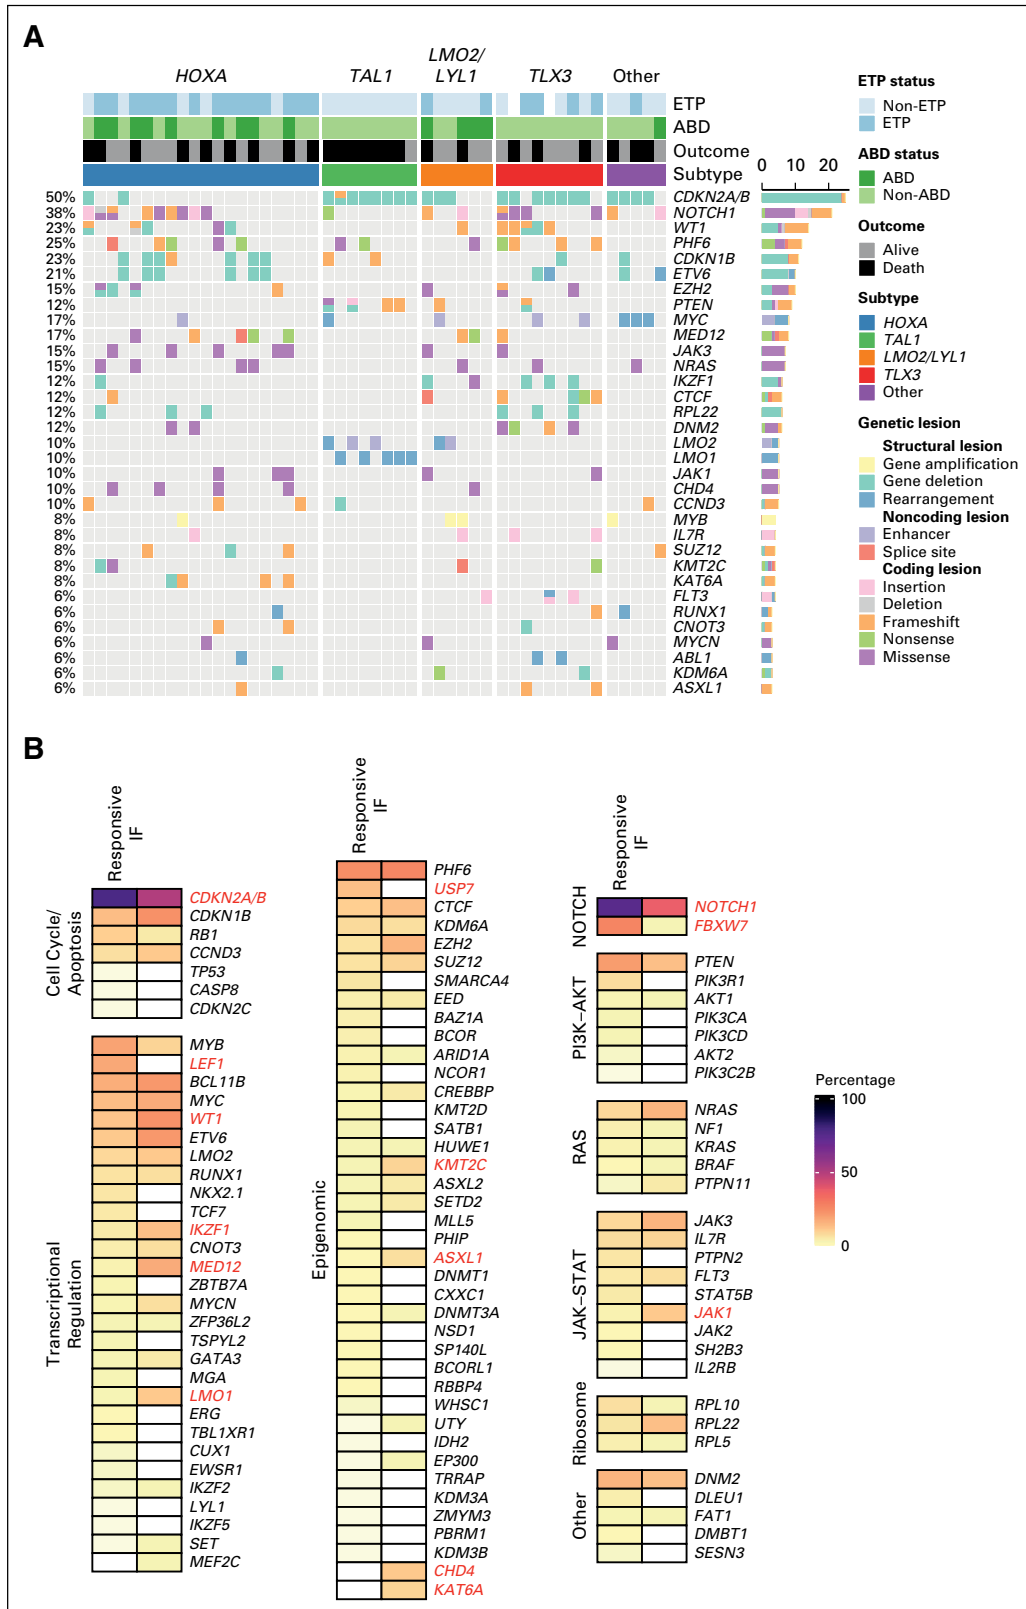 A
HOXA
TAL1
LMO2/
LYL1
TLX3
Other
ETP
ABD
Outcome
Subtype
0 10 20
50% CDKN2A/B
38% NOTCH1
23% WT1
25% PHF6
23% CDKN1B
21% ETV6
15% EZH2
12% PTEN
17% MYC
17% MED12
15% JAK3
15% NRAS
12% IKZF1
12% CTCF
12% RPL22
12% DNM2
10% LMO2
10% LMO1
10% JAK1
10% CHD4
10% CCND3
8% MYB
8% IL7R
8% SUZ12
8% KMT2C
8% KAT6A
6% FLT3
6% RUNX1
6% CNOT3
6% MYCN
6% ABL1
6% KDM6A
6% ASXL1
ETP status
Non-ETP
ETP
ABD status
ABD
Non-ABD
Outcome
Alive
Death
Subtype
HOXA
TAL1
LMO2/LYL1
TLX3
Other
Genetic lesion
Structural lesion
Gene amplification
Gene deletion
Rearrangement
Noncoding lesion
Enhancer
Splice site
Coding lesion
Insertion
Deletion
Frameshift
Nonsense
Missense
B
Responsive
IF
Cell Cycle/
Apoptosis
CDKN2A/B
CDKN1B
RB1
CCND3
TP53
CASP8
CDKN2C
Transcriptional
Regulation
MYB
LEF1
BCL11B
MYC
WT1
ETV6
LMO2
RUNX1
NKX2.1
TCF7
IKZF1
CNOT3
MED12
ZBTB7A
MYCN
ZFP36L2
TSPYL2
GATA3
MGA
LMO1
ERG
TBL1XR1
CUX1
EWSR1
IKZF2
LYL1
IKZF5
SET
MEF2C
Responsive
IF
Epigenomic
PHF6
USP7
CTCF
KDM6A
EZH2
SUZ12
SMARCA4
EED
BAZ1A
BCOR
ARID1A
NCOR1
CREBBP
KMT2D
SATB1
HUWE1
KMT2C
ASXL2
SETD2
MLL5
PHIP
ASXL1
DNMT1
CXXC1
DNMT3A
NSD1
SP140L
BCORL1
RBBP4
WHSC1
UTY
IDH2
EP300
TRRAP
KDM3A
ZMYM3
PBRM1
KDM3B
CHD4
KAT6A
Responsive
IF
NOTCH
NOTCH1
FBXW7
PI3K–AKT
PTEN
PIK3R1
AKT1
PIK3CA
PIK3CD
AKT2
PIK3C2B
RAS
NRAS
NF1
KRAS
BRAF
PTPN11
JAK–STAT
JAK3
IL7R
PTPN2
FLT3
STAT5B
JAK1
JAK2
SH2B3
IL2RB
Ribosome
RPL10
RPL22
RPL5
Other
DNM2
DLEU1
FAT1
DMBT1
SESN3
Percentage
100
50
0